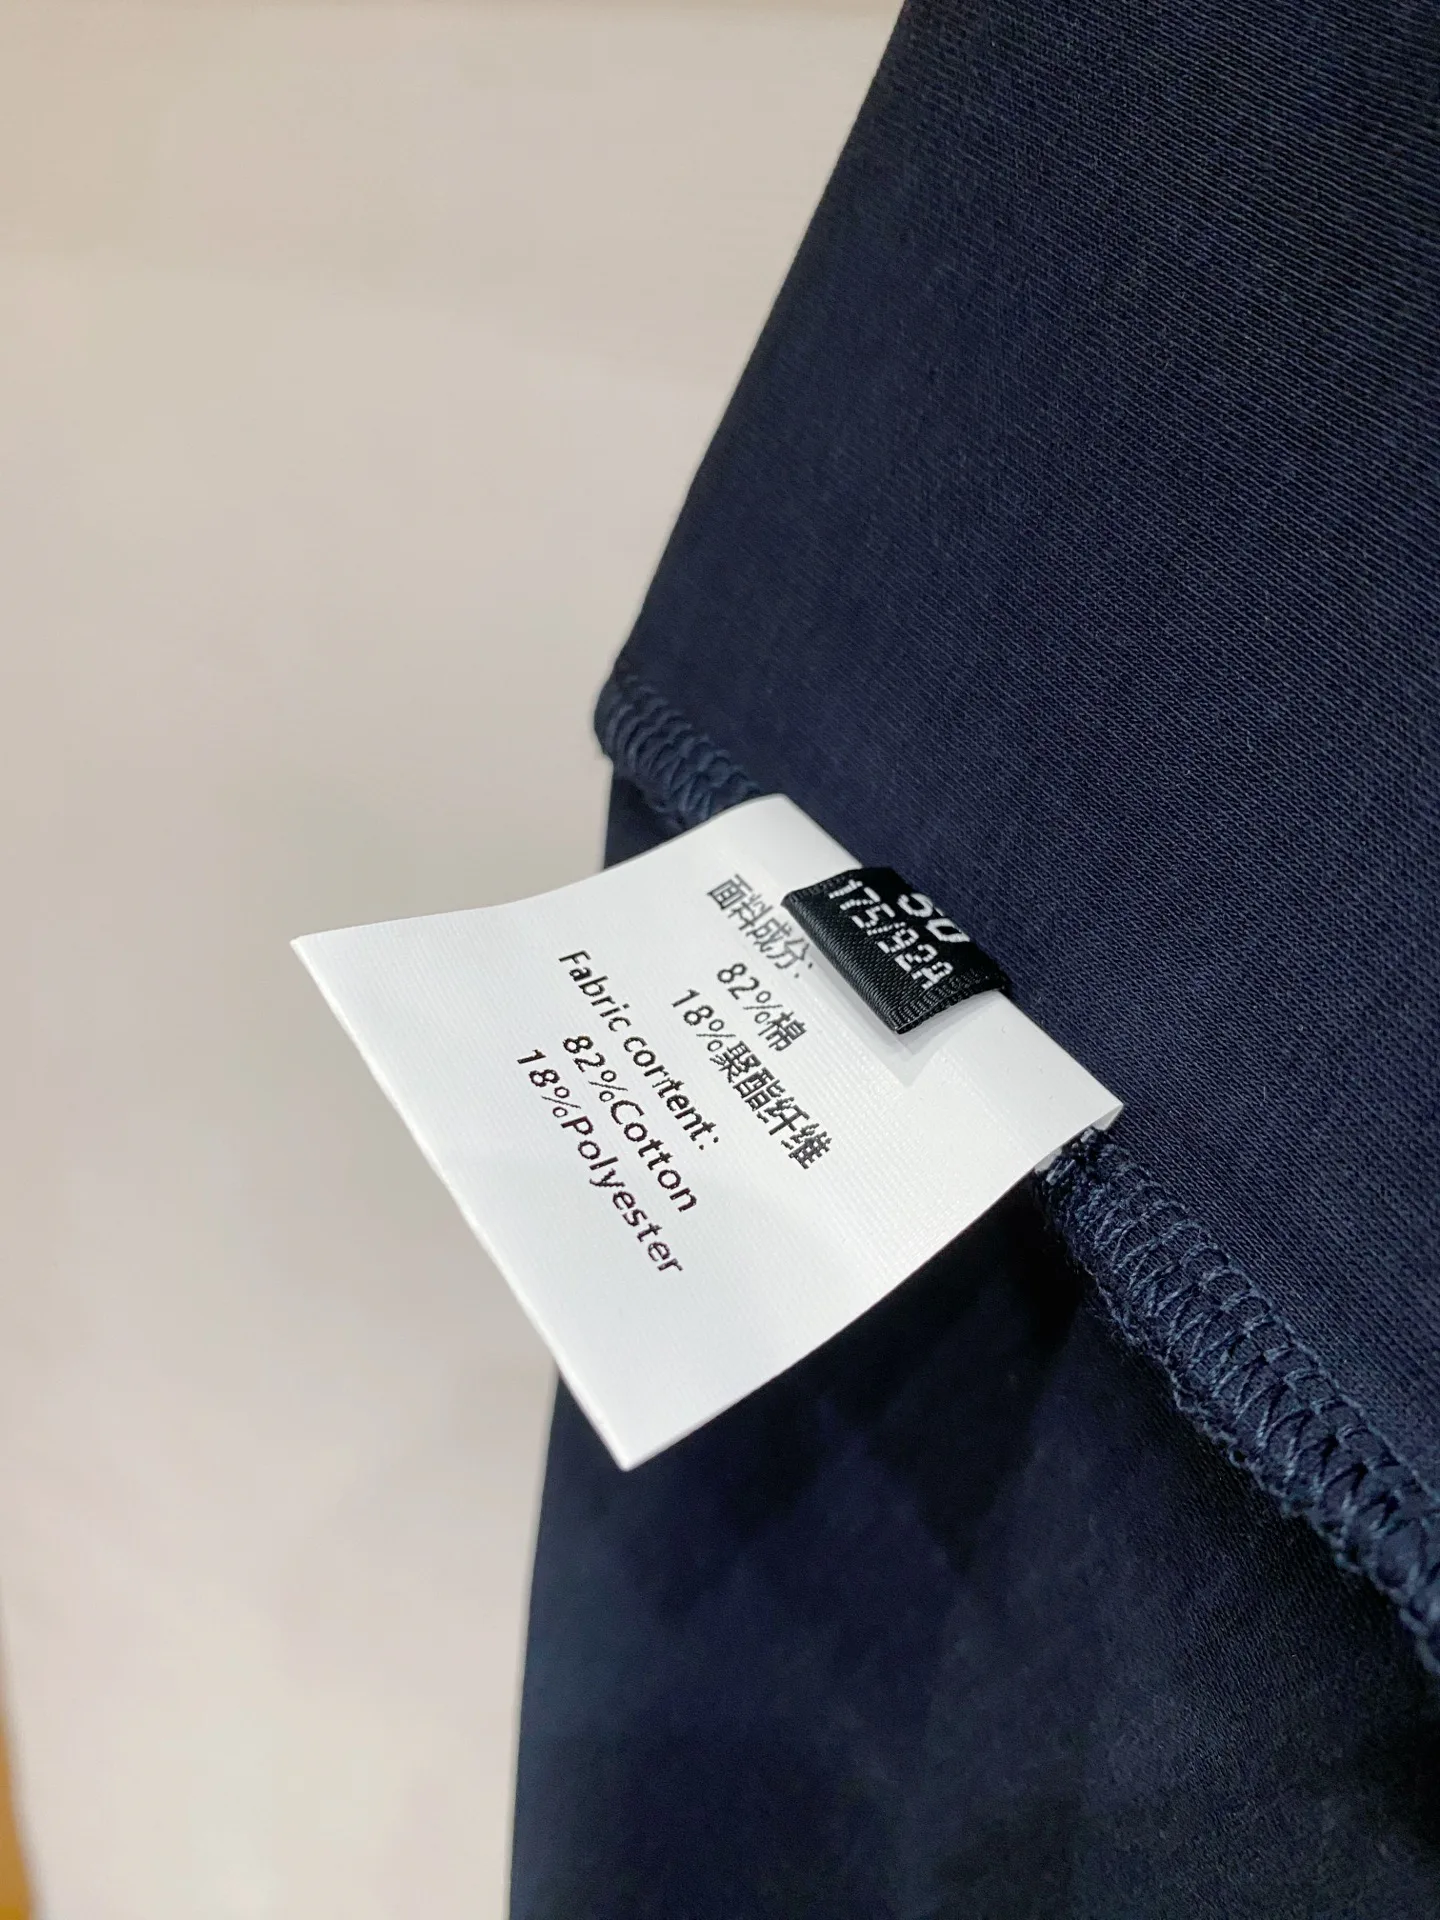 175/92A
面料成分:
82%棉
18%聚酯纤维
Fabric content:
82%Cotton
18%Polyester